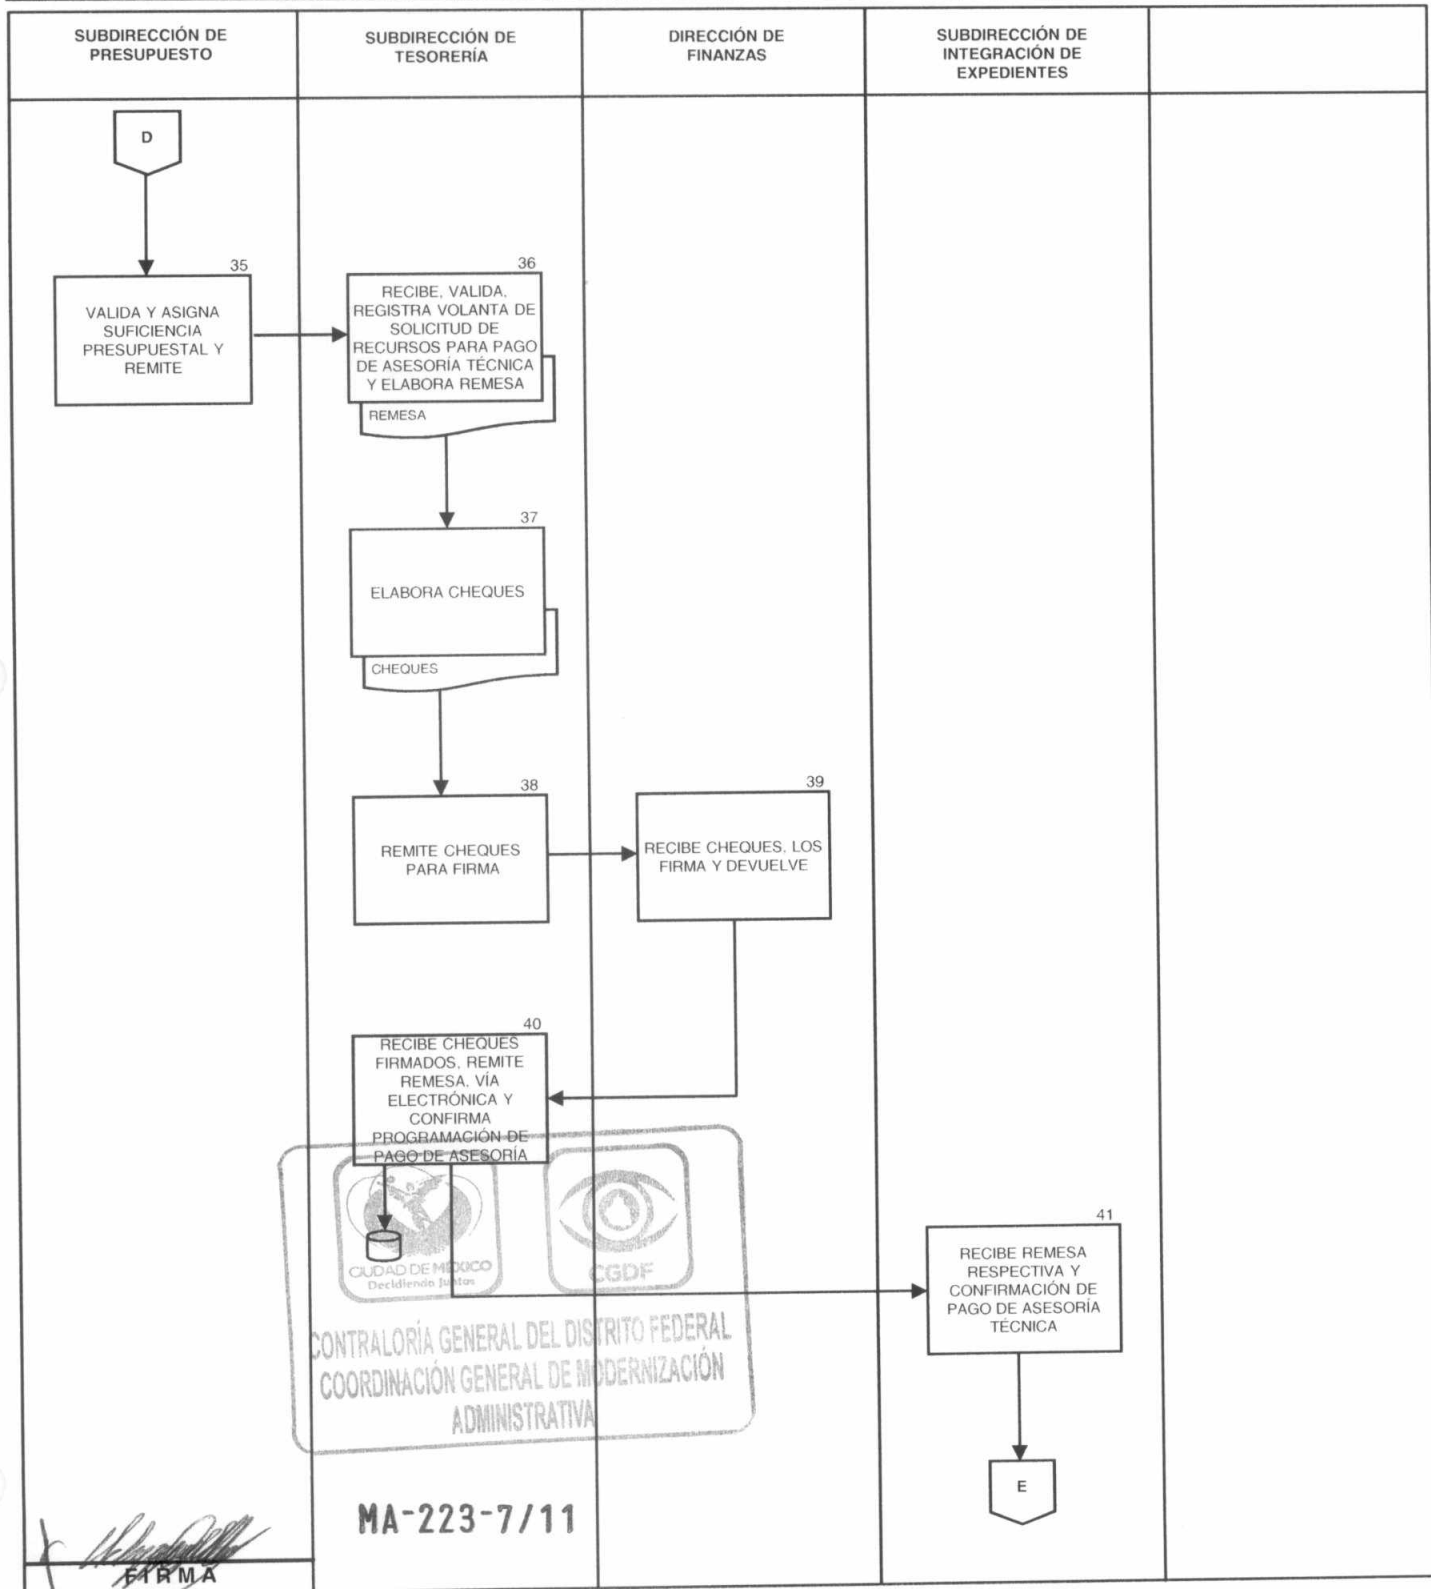 SUBDIRECCIÓN DE
PRESUPUESTO
SUBDIRECCIÓN DE
TESORERÍA
DIRECCIÓN DE
FINANZAS
SUBDIRECCIÓN DE
INTEGRACIÓN DE
EXPEDIENTES
D
35
VALIDA Y ASIGNA
SUFICIENCIA
PRESUPUESTAL Y
REMITE
36
RECIBE, VALIDA,
REGISTRA VOLANTA DE
SOLICITUD DE
RECURSOS PARA PAGO
DE ASESORÍA TÉCNICA
Y ELABORA REMESA
REMESA
37
ELABORA CHEQUES
CHEQUES
38
REMITE CHEQUES
PARA FIRMA
39
RECIBE CHEQUES, LOS
FIRMA Y DEVUELVE
40
RECIBE CHEQUES
FIRMADOS, REMITE
REMESA, VÍA
ELECTRÓNICA Y
CONFIRMA
PROGRAMACIÓN DE
PAGO DE ASESORÍA
41
RECIBE REMESA
RESPECTIVA Y
CONFIRMACIÓN DE
PAGO DE ASESORÍA
TÉCNICA
E
CIUDAD DE MÉXICO
Decidiendo Juntos
CGDF
CONTRALORÍA GENERAL DEL DISTRITO FEDERAL
COORDINACIÓN GENERAL DE MODERNIZACIÓN
ADMINISTRATIVA
MA-223-7/11
FIRMA